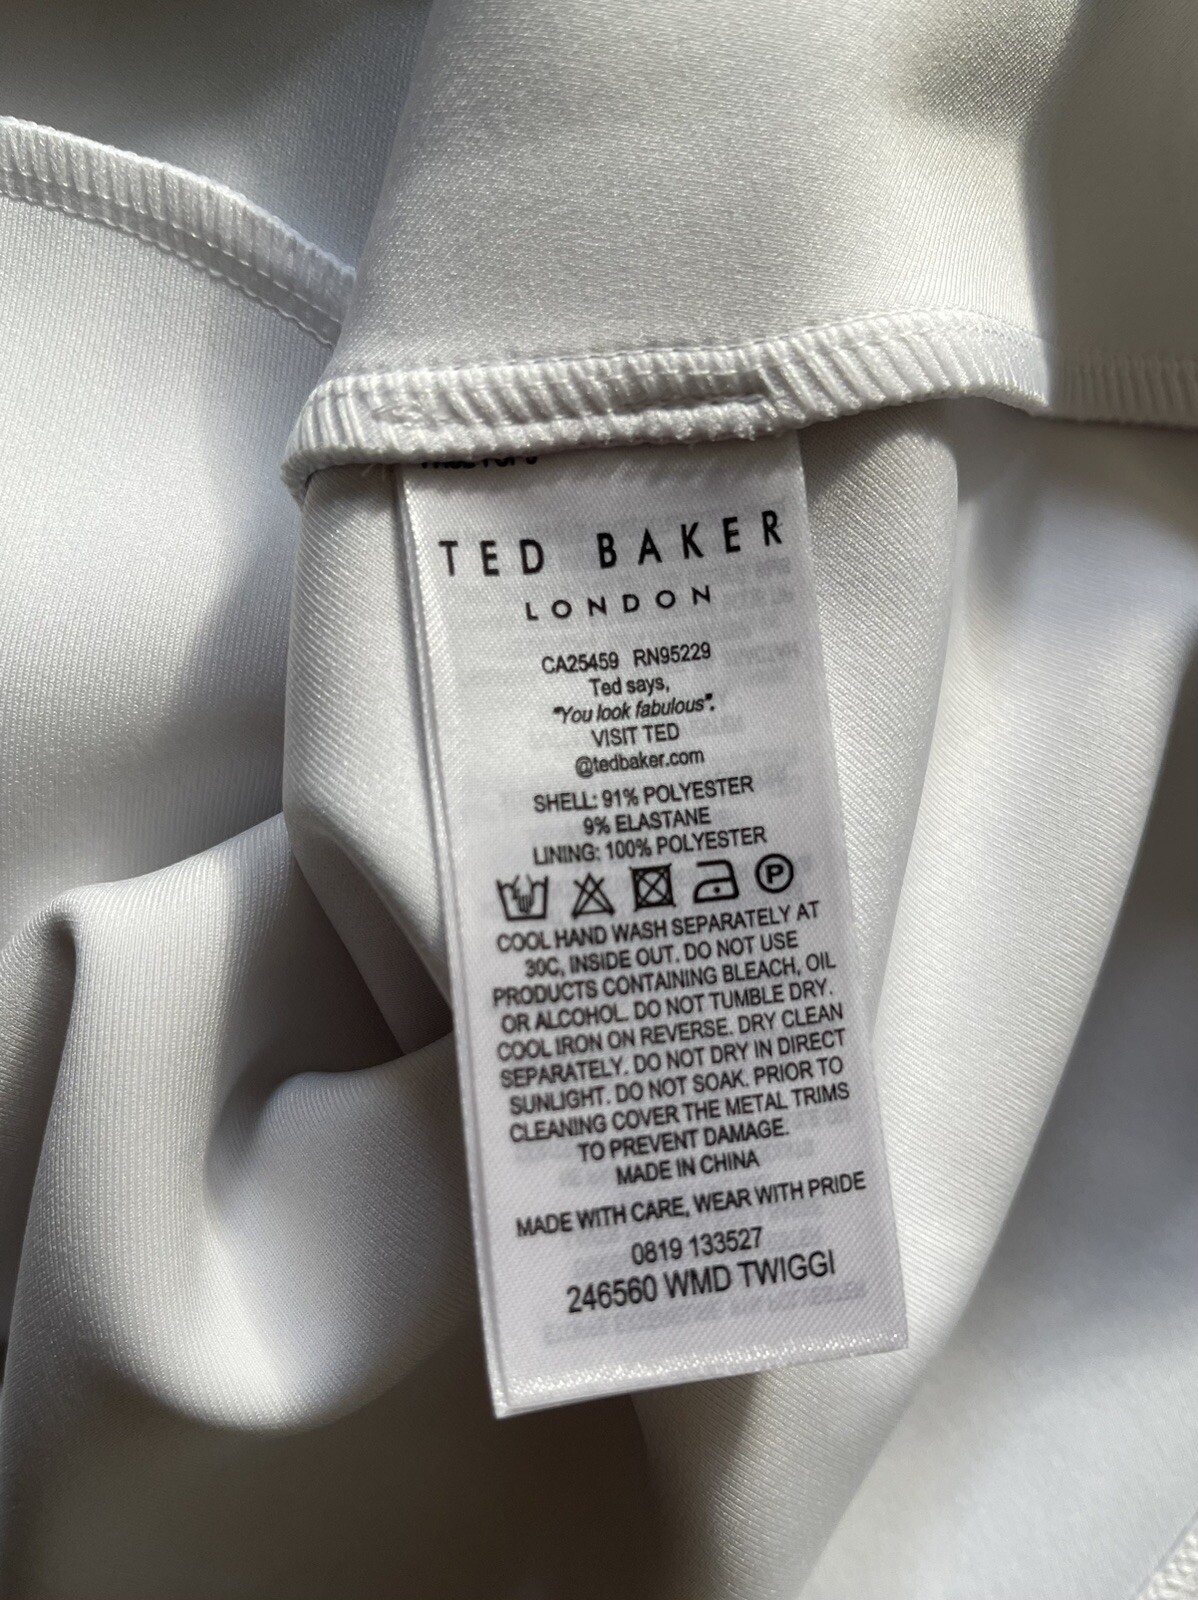 TED BAKER
LONDON
CA25459 RN95229
Ted says,
"You look fabulous".
VISIT TED
@tedbaker.com
SHELL: 91% POLYESTER
9% ELASTANE
LINING: 100% POLYESTER
P
COOL HAND WASH SEPARATELY AT
30C, INSIDE OUT. DO NOT USE
PRODUCTS CONTAINING BLEACH, OIL
OR ALCOHOL. DO NOT TUMBLE DRY.
COOL IRON ON REVERSE. DRY CLEAN
SEPARATELY. DO NOT DRY IN DIRECT
SUNLIGHT. DO NOT SOAK. PRIOR TO
CLEANING COVER THE METAL TRIMS
TO PREVENT DAMAGE.
MADE IN CHINA
MADE WITH CARE, WEAR WITH PRIDE
0819 133527
246560 WMD TWIGGI